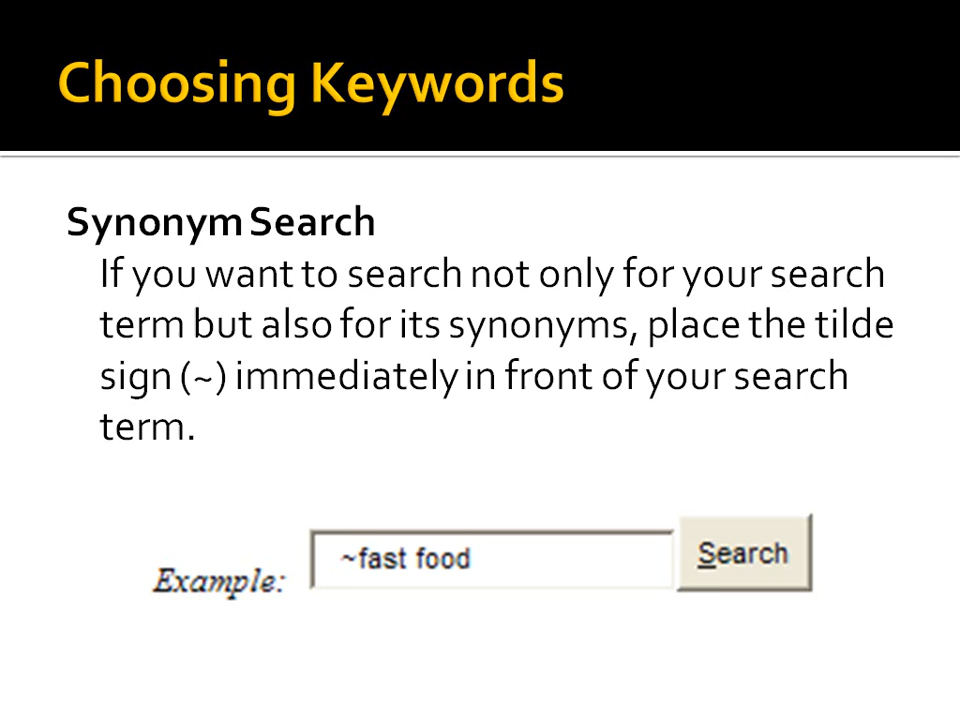 Choosing Keywords
Synonym Search
If you want to search not only for your search
term but also for its synonyms, place the tilde
sign (~) immediately in front of your search
term.
Example: ~fast food Search